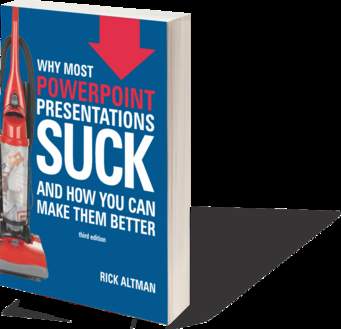 WHY MOST
POWERPOINT
PRESENTATIONS
SUCK
AND HOW YOU CAN
MAKE THEM BETTER
third edition
RICK ALTMAN